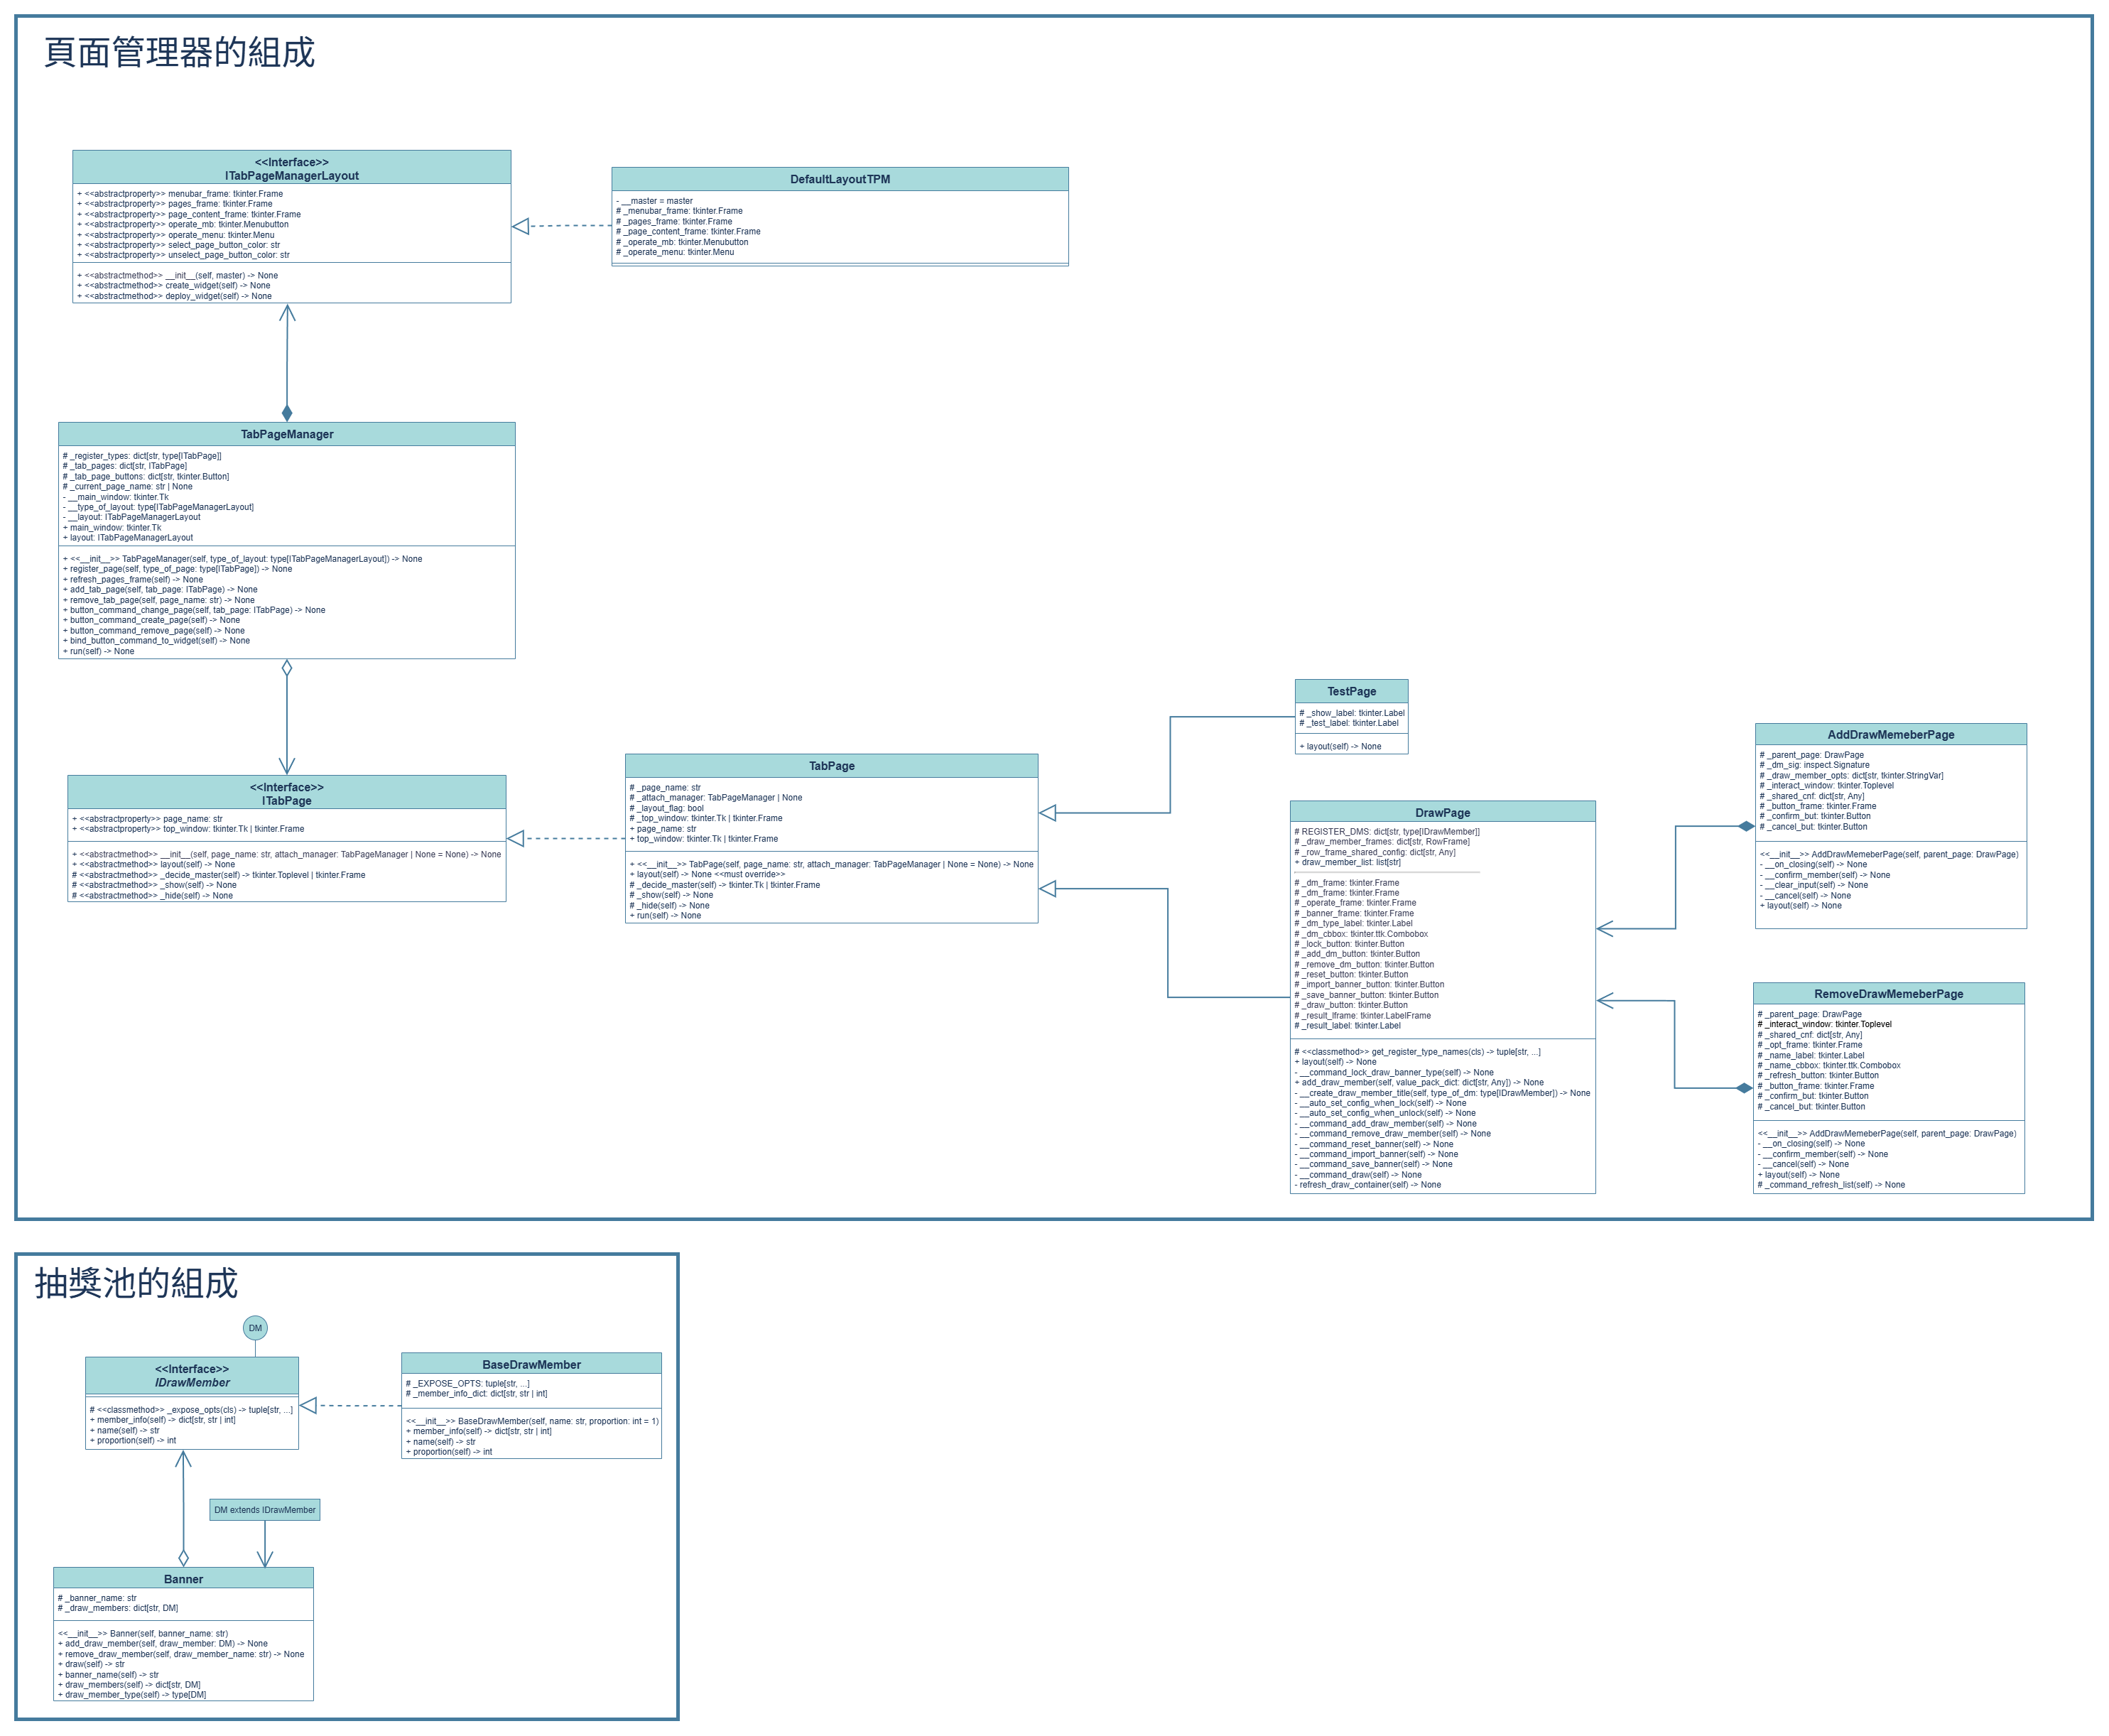 頁面管理器的組成
<<Interface>>
ITabPageManagerLayout
+ <<abstractproperty>> menubar_frame: tkinter.Frame
+ <<abstractproperty>> pages_frame: tkinter.Frame
+ <<abstractproperty>> page_content_frame: tkinter.Frame
+ <<abstractproperty>> operate_mb: tkinter.Menubutton
+ <<abstractproperty>> operate_menu: tkinter.Menu
+ <<abstractproperty>> select_page_button_color: str
+ <<abstractproperty>> unselect_page_button_color: str
+ <<abstractmethod>> __init__(self, master) -> None
+ <<abstractmethod>> create_widget(self) -> None
+ <<abstractmethod>> deploy_widget(self) -> None
DefaultLayoutTPM
- __master = master
# _menubar_frame: tkinter.Frame
# _pages_frame: tkinter.Frame
# _page_content_frame: tkinter.Frame
# _operate_mb: tkinter.Menubutton
# _operate_menu: tkinter.Menu
TabPageManager
# _register_types: dict[str, type[ITabPage]]
# _tab_pages: dict[str, ITabPage]
# _tab_page_buttons: dict[str, tkinter.Button]
# _current_page_name: str | None
- __main_window: tkinter.Tk
- __type_of_layout: type[ITabPageManagerLayout]
- __layout: ITabPageManagerLayout
+ main_window: tkinter.Tk
+ layout: ITabPageManagerLayout
+ <<__init__>> TabPageManager(self, type_of_layout: type[ITabPageManagerLayout]) -> None
+ register_page(self, type_of_page: type[ITabPage]) -> None
+ refresh_pages_frame(self) -> None
+ add_tab_page(self, tab_page: ITabPage) -> None
+ remove_tab_page(self, page_name: str) -> None
+ button_command_change_page(self, tab_page: ITabPage) -> None
+ button_command_create_page(self) -> None
+ button_command_remove_page(self) -> None
+ bind_button_command_to_widget(self) -> None
+ run(self) -> None
<<Interface>>
ITabPage
+ <<abstractproperty>> page_name: str
+ <<abstractproperty>> top_window: tkinter.Tk | tkinter.Frame
+ <<abstractmethod>> __init__(self, page_name: str, attach_manager: TabPageManager | None = None) -> None
+ <<abstractmethod>> layout(self) -> None
# <<abstractmethod>> _decide_master(self) -> tkinter.Toplevel | tkinter.Frame
# <<abstractmethod>> _show(self) -> None
# <<abstractmethod>> _hide(self) -> None
TabPage
# _page_name: str
# _attach_manager: TabPageManager | None
# _layout_flag: bool
# _top_window: tkinter.Tk | tkinter.Frame
+ page_name: str
+ top_window: tkinter.Tk | tkinter.Frame
+ <<__init__>> TabPage(self, page_name: str, attach_manager: TabPageManager | None = None) -> None
+ layout(self) -> None <<must override>>
# _decide_master(self) -> tkinter.Tk | tkinter.Frame
# _show(self) -> None
# _hide(self) -> None
+ run(self) -> None
TestPage
# _show_label: tkinter.Label
# _test_label: tkinter.Label
+ layout(self) -> None
DrawPage
# REGISTER_DMS: dict[str, type[IDrawMember]]
# _draw_member_frames: dict[str, RowFrame]
# _row_frame_shared_config: dict[str, Any]
+ draw_member_list: list[str]
# _dm_frame: tkinter.Frame
# _dm_frame: tkinter.Frame
# _operate_frame: tkinter.Frame
# _banner_frame: tkinter.Frame
# _dm_type_label: tkinter.Label
# _dm_cbbox: tkinter.ttk.Combobox
# _lock_button: tkinter.Button
# _add_dm_button: tkinter.Button
# _remove_dm_button: tkinter.Button
# _reset_button: tkinter.Button
# _import_banner_button: tkinter.Button
# _save_banner_button: tkinter.Button
# _draw_button: tkinter.Button
# _result_lframe: tkinter.LabelFrame
# _result_label: tkinter.Label
# <<classmethod>> get_register_type_names(cls) -> tuple[str, ...]
+ layout(self) -> None
- __command_lock_draw_banner_type(self) -> None
+ add_draw_member(self, value_pack_dict: dict[str, Any]) -> None
- __create_draw_member_title(self, type_of_dm: type[IDrawMember]) -> None
- __auto_set_config_when_lock(self) -> None
- __auto_set_config_when_unlock(self) -> None
- __command_add_draw_member(self) -> None
- __command_remove_draw_member(self) -> None
- __command_reset_banner(self) -> None
- __command_import_banner(self) -> None
- __command_save_banner(self) -> None
- __command_draw(self) -> None
- refresh_draw_container(self) -> None
AddDrawMemeberPage
# _parent_page: DrawPage
# _dm_sig: inspect.Signature
# _draw_member_opts: dict[str, tkinter.StringVar]
# _interact_window: tkinter.Toplevel
# _shared_cnf: dict[str, Any]
# _button_frame: tkinter.Frame
# _confirm_but: tkinter.Button
# _cancel_but: tkinter.Button
<<__init__>> AddDrawMemeberPage(self, parent_page: DrawPage)
- __on_closing(self) -> None
- __confirm_member(self) -> None
- __clear_input(self) -> None
- __cancel(self) -> None
+ layout(self) -> None
RemoveDrawMemeberPage
# _parent_page: DrawPage
# _interact_window: tkinter.Toplevel
# _shared_cnf: dict[str, Any]
# _opt_frame: tkinter.Frame
# _name_label: tkinter.Label
# _name_cbbox: tkinter.ttk.Combobox
# _refresh_button: tkinter.Button
# _button_frame: tkinter.Frame
# _confirm_but: tkinter.Button
# _cancel_but: tkinter.Button
<<__init__>> AddDrawMemeberPage(self, parent_page: DrawPage)
- __on_closing(self) -> None
- __confirm_member(self) -> None
- __cancel(self) -> None
+ layout(self) -> None
# _command_refresh_list(self) -> None
抽獎池的組成
DM
<<Interface>>
IDrawMember
# <<classmethod>> _expose_opts(cls) -> tuple[str, ...]
+ member_info(self) -> dict[str, str | int]
+ name(self) -> str
+ proportion(self) -> int
BaseDrawMember
# _EXPOSE_OPTS: tuple[str, ...]
# _member_info_dict: dict[str, str | int]
<<__init__>> BaseDrawMember(self, name: str, proportion: int = 1)
+ member_info(self) -> dict[str, str | int]
+ name(self) -> str
+ proportion(self) -> int
DM extends IDrawMember
Banner
# _banner_name: str
# _draw_members: dict[str, DM]
<<__init__>> Banner(self, banner_name: str)
+ add_draw_member(self, draw_member: DM) -> None
+ remove_draw_member(self, draw_member_name: str) -> None
+ draw(self) -> str
+ banner_name(self) -> str
+ draw_members(self) -> dict[str, DM]
+ draw_member_type(self) -> type[DM]